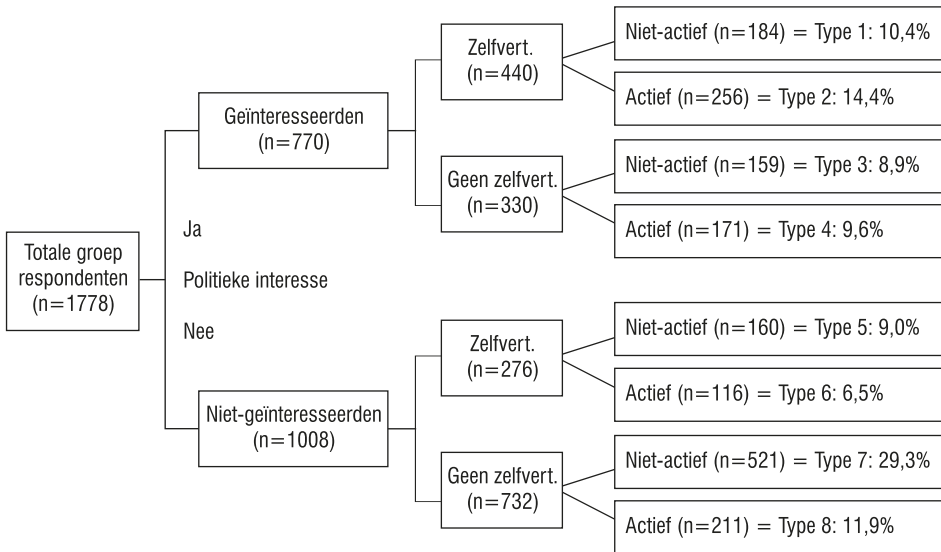 Totale groep
respondenten
(n=1778)
Ja
Politieke interesse
Nee
Geïnteresseerden
(n=770)
Zelfvert.
(n=440)
Niet-actief (n=184) = Type 1: 10,4%
Actief (n=256) = Type 2: 14,4%
Geen zelfvert.
(n=330)
Niet-actief (n=159) = Type 3: 8,9%
Actief (n=171) = Type 4: 9,6%
Niet-geïnteresseerden
(n=1008)
Zelfvert.
(n=276)
Niet-actief (n=160) = Type 5: 9,0%
Actief (n=116) = Type 6: 6,5%
Geen zelfvert.
(n=732)
Niet-actief (n=521) = Type 7: 29,3%
Actief (n=211) = Type 8: 11,9%